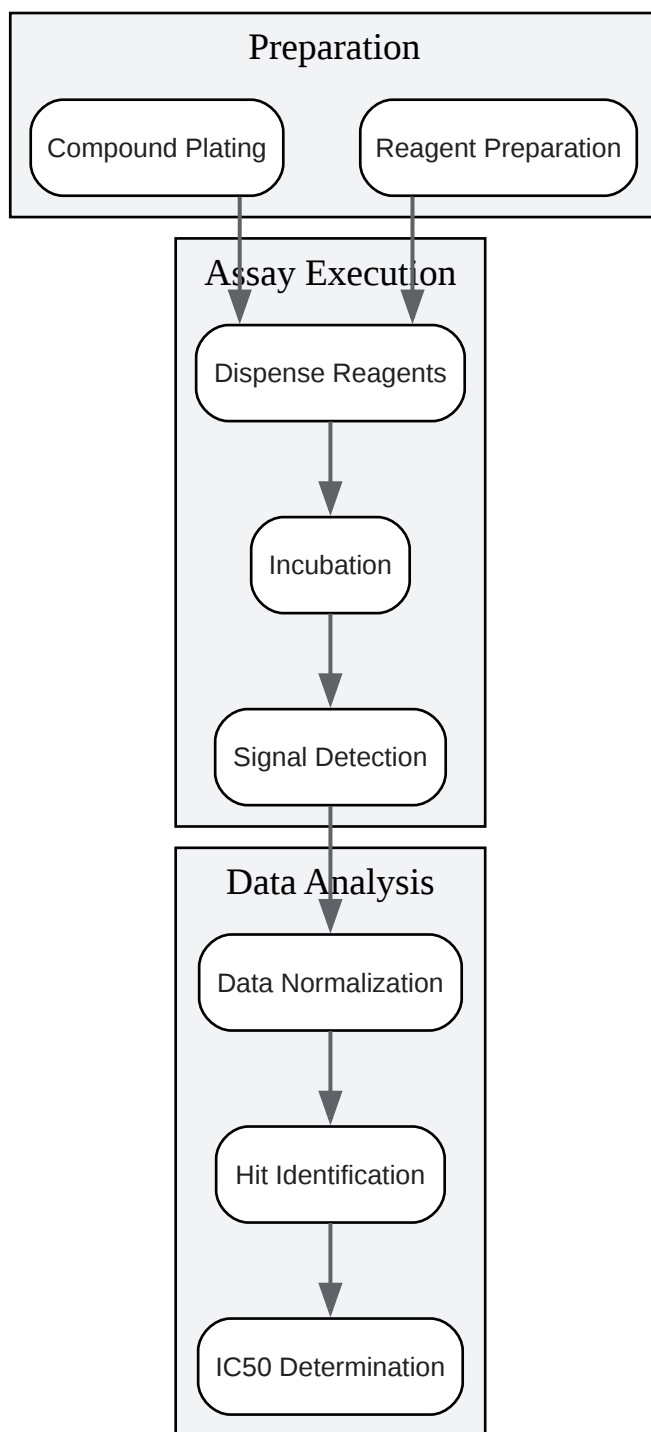 Preparation
Compound Plating
Reagent Preparation
Assay Execution
Dispense Reagents
Incubation
Signal Detection
Data Analysis
Data Normalization
Hit Identification
IC50 Determination